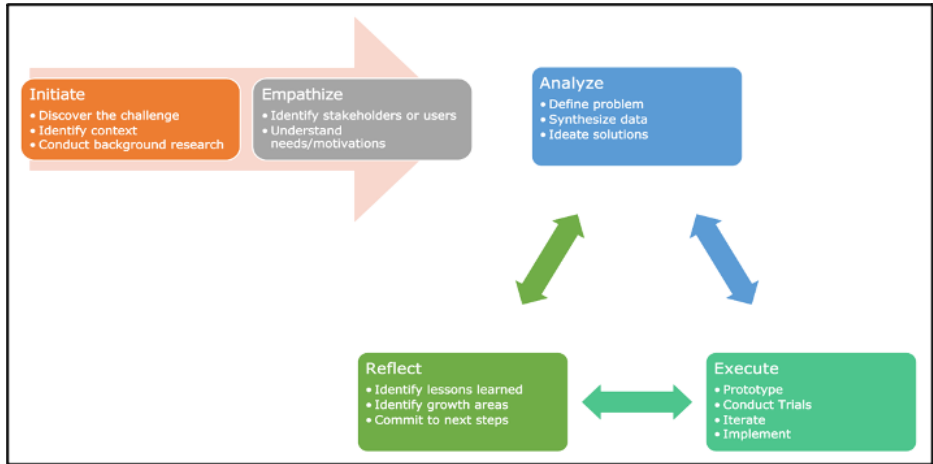 Initiate
• Discover the challenge
• Identify context
• Conduct background research
Empathize
• Identify stakeholders or users
• Understand
needs/motivations
Analyze
• Define problem
• Synthesize data
• Ideate solutions
Reflect
• Identify lessons learned
• Identify growth areas
• Commit to next steps
Execute
• Prototype
• Conduct Trials
• Iterate
• Implement